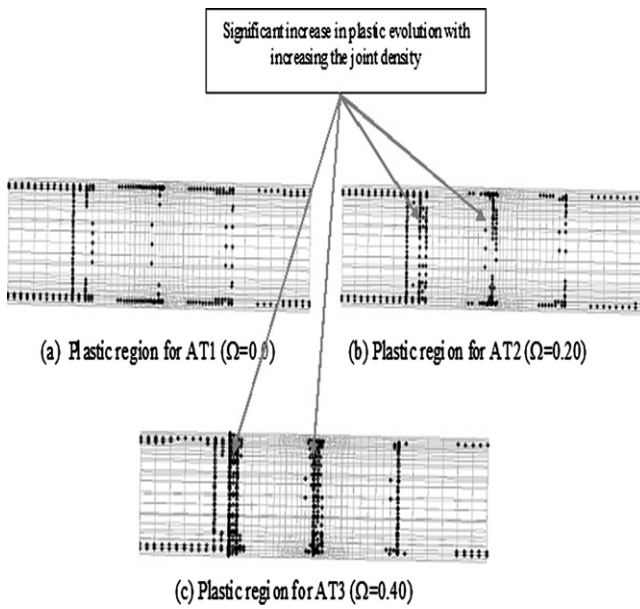 Significant increase in plastic evolution with
increasing the joint density
(a) Plastic region for AT1 (Ω=0.0)
(b) Plastic region for AT2 (Ω=0.20)
(c) Plastic region for AT3 (Ω=0.40)